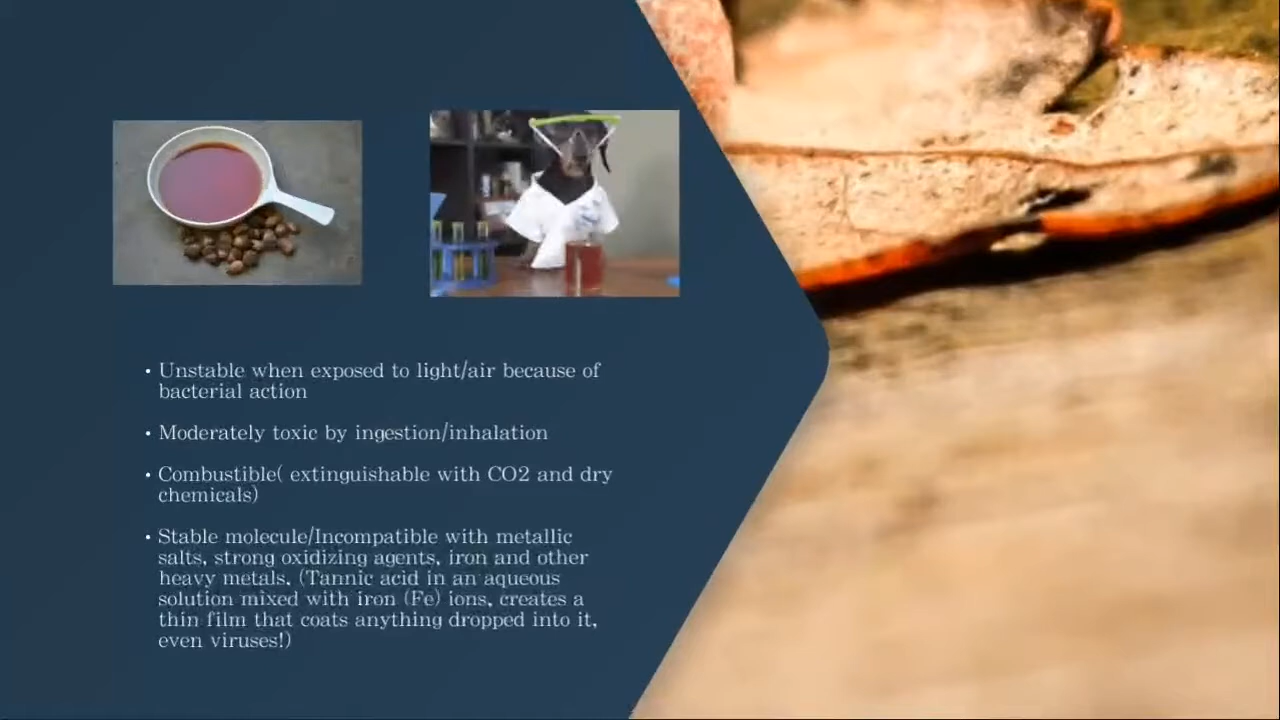 • Unstable when exposed to light/air because of
bacterial action
• Moderately toxic by ingestion/inhalation
• Combustible( extinguishable with CO2 and dry
chemicals)
• Stable molecule/Incompatible with metallic
salts, strong oxidizing agents, iron and other
heavy metals. (Tannic acid in an aqueous
solution mixed with iron (Fe) ions, creates a
thin film that coats anything dropped into it,
even viruses!)